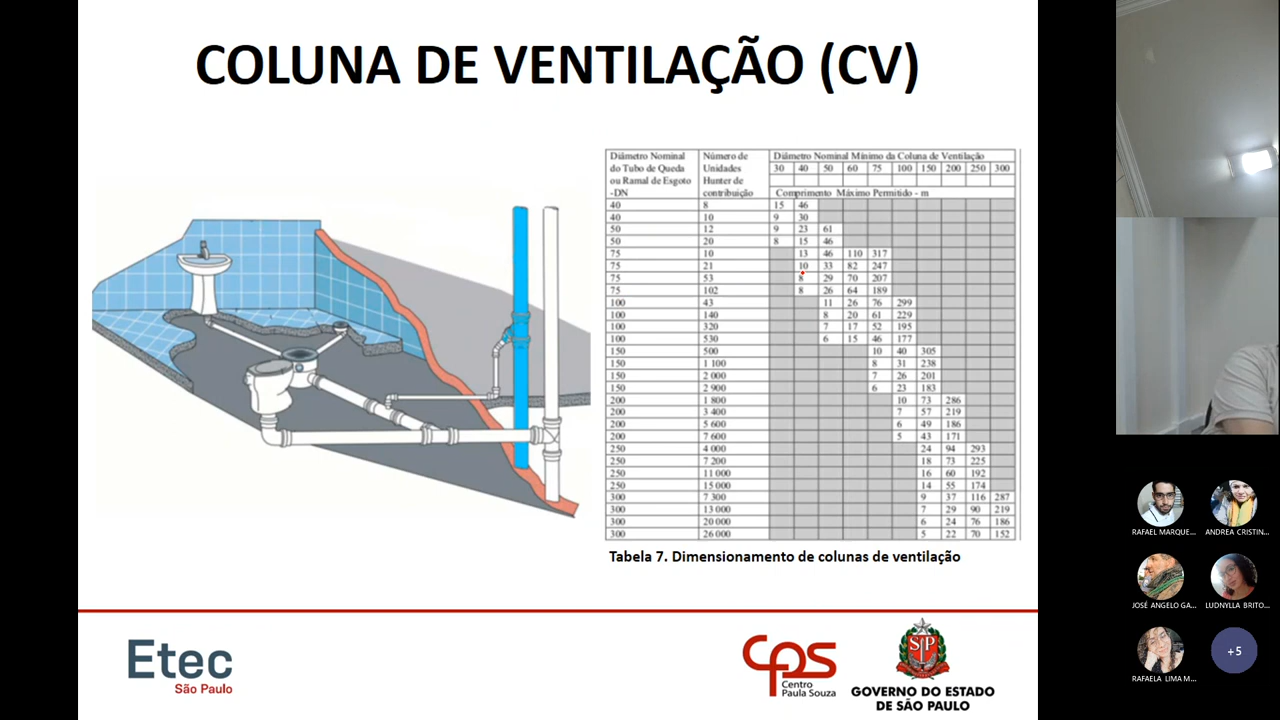 COLUNA DE VENTILAÇÃO (CV)
Diâmetro Nominal do Tubo de Queda ou Ramal de Esgoto -DN
Número de Unidades Hunter de contribuição
Diâmetro Nominal Mínimo da Coluna de Ventilação
30 40 50 60 75 100 150 200 250 300
Comprimento Máximo Permitido - m
40 8 15 46
40 10 9 30
50 12 9 23 61
50 20 8 15 46
75 10 13 46 110 317
75 21 10 33 82 247
75 53 8 29 70 207
75 102 8 26 64 189
100 43 11 26 76 299
100 140 8 20 61 229
100 320 7 17 52 195
100 530 6 15 46 177
150 500 10 40 305
150 1 100 8 31 238
150 2 000 7 26 201
150 2 900 6 23 183
200 1 800 10 73 286
200 3 400 7 57 219
200 5 600 6 49 186
200 7 600 5 43 171
250 4 000 24 94 293
250 7 200 18 73 225
250 11 000 16 60 192
250 15 000 14 55 174
300 7 300 9 37 116 287
300 13 000 7 29 90 219
300 20 000 6 24 76 186
300 26 000 5 22 70 152
Tabela 7. Dimensionamento de colunas de ventilação
Etec
São Paulo
CPS
Centro
Paula Souza
SP
GOVERNO DO ESTADO
DE SÃO PAULO
RAFAEL MARQUE...
ANDREA CRISTIN...
JOSÉ ANGELO GA...
LUDNYLLA BRITO...
RAFAELA LIMA M...
+5